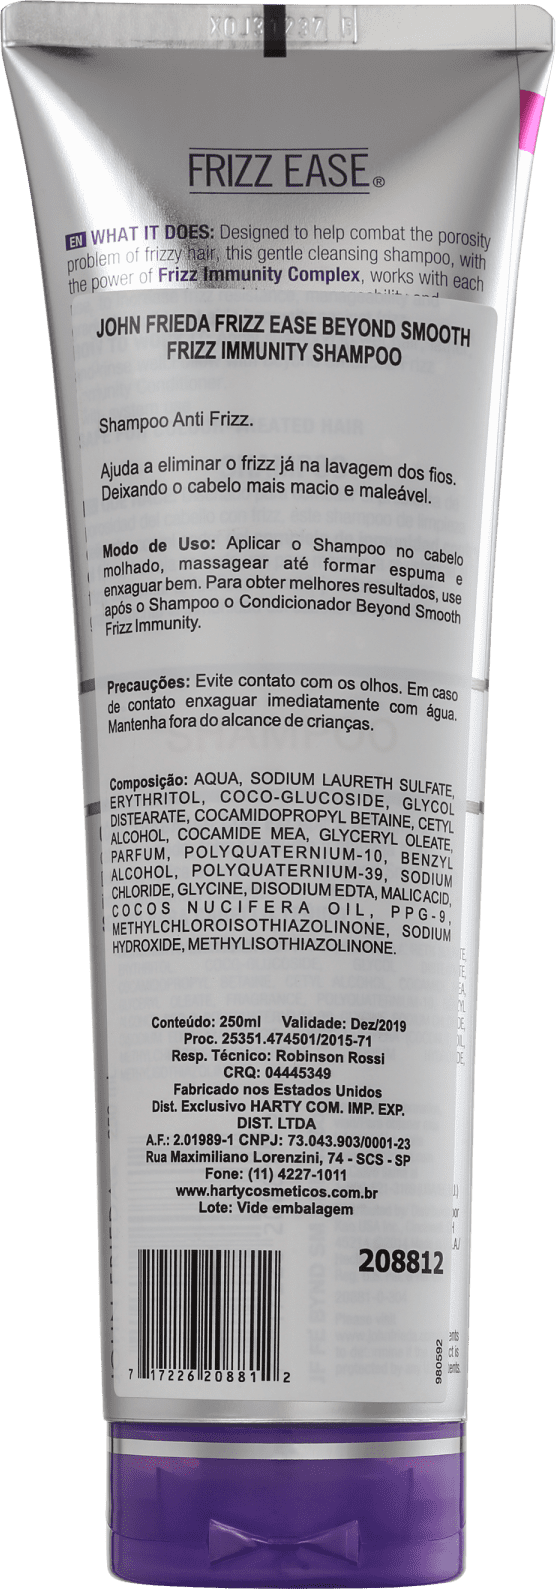 FRIZZ EASE®
EN WHAT IT DOES: Designed to help combat the porosity
problem of frizzy hair, this gentle cleansing shampoo, with
the power of Frizz Immunity Complex, works with each
JOHN FRIEDA FRIZZ EASE BEYOND SMOOTH
FRIZZ IMMUNITY SHAMPOO
Shampoo Anti Frizz.
Ajuda a eliminar o frizz já na lavagem dos fios.
Deixando o cabelo mais macio e maleável.
Modo de Uso: Aplicar o Shampoo no cabelo
molhado, massagear até formar espuma e
enxaguar bem. Para obter melhores resultados, use
após o Shampoo o Condicionador Beyond Smooth
Frizz Immunity.
Precauções: Evite contato com os olhos. Em caso
de contato enxaguar imediatamente com água.
Mantenha fora do alcance de crianças.
Composição: AQUA, SODIUM LAURETH SULFATE,
ERYTHRITOL, COCO-GLUCOSIDE, GLYCOL
DISTEARATE, COCAMIDOPROPYL BETAINE, CETYL
ALCOHOL, COCAMIDE MEA, GLYCERYL OLEATE,
PARFUM, POLYQUATERNIUM-10, BENZYL
ALCOHOL, POLYQUATERNIUM-39, SODIUM
CHLORIDE, GLYCINE, DISODIUM EDTA, MALIC ACID,
COCOS NUCIFERA OIL, PPG-9,
METHYLCHLOROISOTHIAZOLINONE, SODIUM
HYDROXIDE, METHYLISOTHIAZOLINONE.
Conteúdo: 250ml Validade: Dez/2019
Proc. 25351.474501/2015-71
Resp. Técnico: Robinson Rossi
CRQ: 04445349
Fabricado nos Estados Unidos
Dist. Exclusivo HARTY COM. IMP. EXP.
DIST. LTDA
A.F.: 2.01989-1 CNPJ: 73.043.903/0001-23
Rua Maximiliano Lorenzini, 74 - SCS - SP
Fone: (11) 4227-1011
www.hartycosmeticos.com.br
Lote: Vide embalagem
208812
7 17226 20881 2
980592